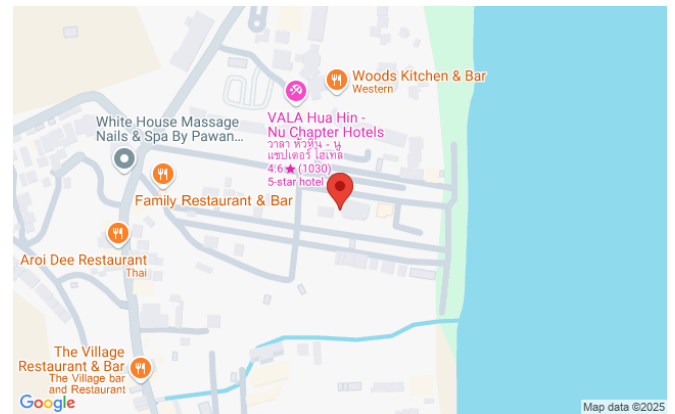 Woods Kitchen & Bar
Western
VALA Hua Hin -
Nu Chapter Hotels
วาลา หัวหิน - นู
แชปเตอร์ โฮเทลส์
4.6★(1030)
5-star hotel
White House Massage
Nails & Spa By Pawan...
Family Restaurant & Bar
Aroi Dee Restaurant
Thai
The Village
Restaurant & Bar
The Village bar
and Restaurant
Google
Map data ©2025